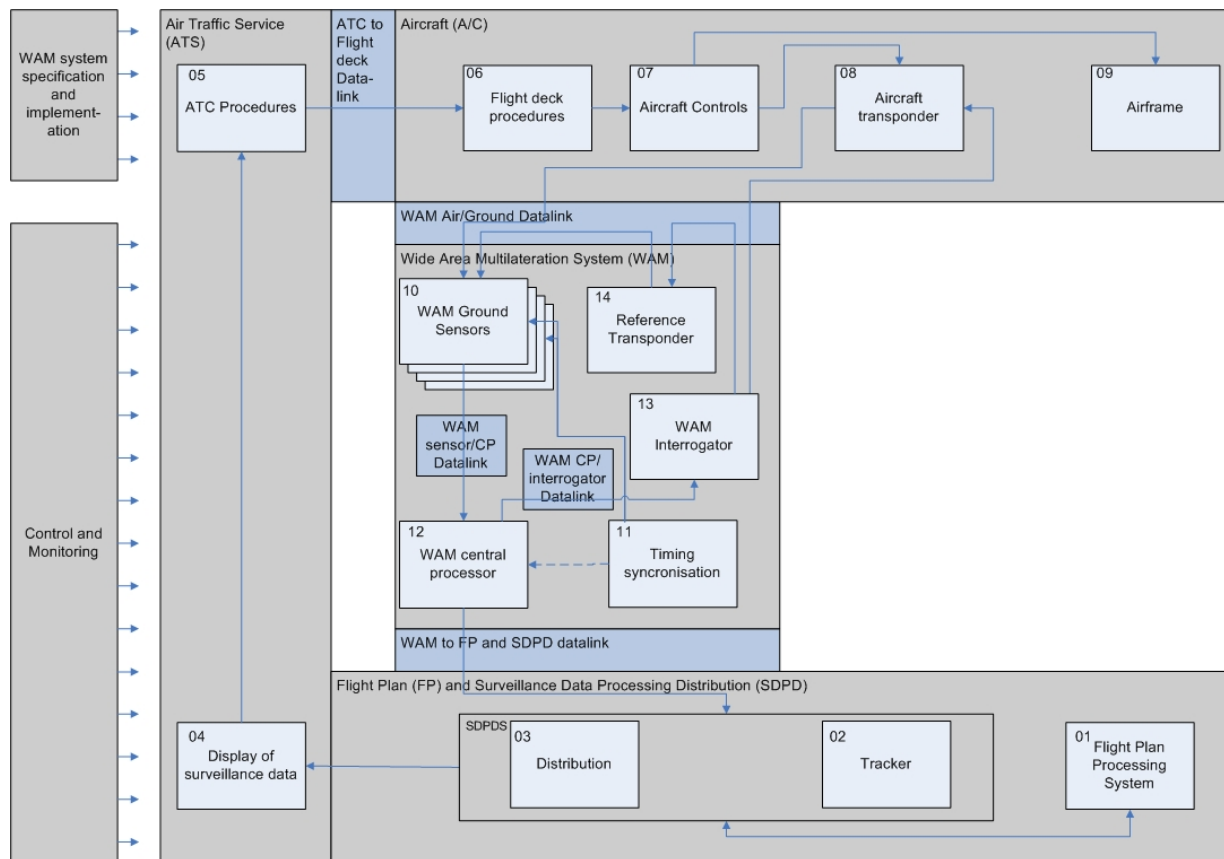 WAM system
specification
and
implement-
ation
Control and
Monitoring
Air Traffic Service
(ATS)
05
ATC Procedures
04
Display of
surveillance data
ATC to
Flight
deck
Data-
link
Aircraft (A/C)
06
Flight deck
procedures
07
Aircraft Controls
08
Aircraft
transponder
09
Airframe
WAM Air/Ground Datalink
Wide Area Multilateration System (WAM)
10
WAM Ground
Sensors
14
Reference
Transponder
13
WAM
Interrogator
WAM
sensor/CP
Datalink
WAM CP/
interrogator
Datalink
12
WAM central
processor
11
Timing
syncronisation
WAM to FP and SDPD datalink
Flight Plan (FP) and Surveillance Data Processing Distribution (SDPD)
SDPDS
03
Distribution
02
Tracker
01
Flight Plan
Processing
System